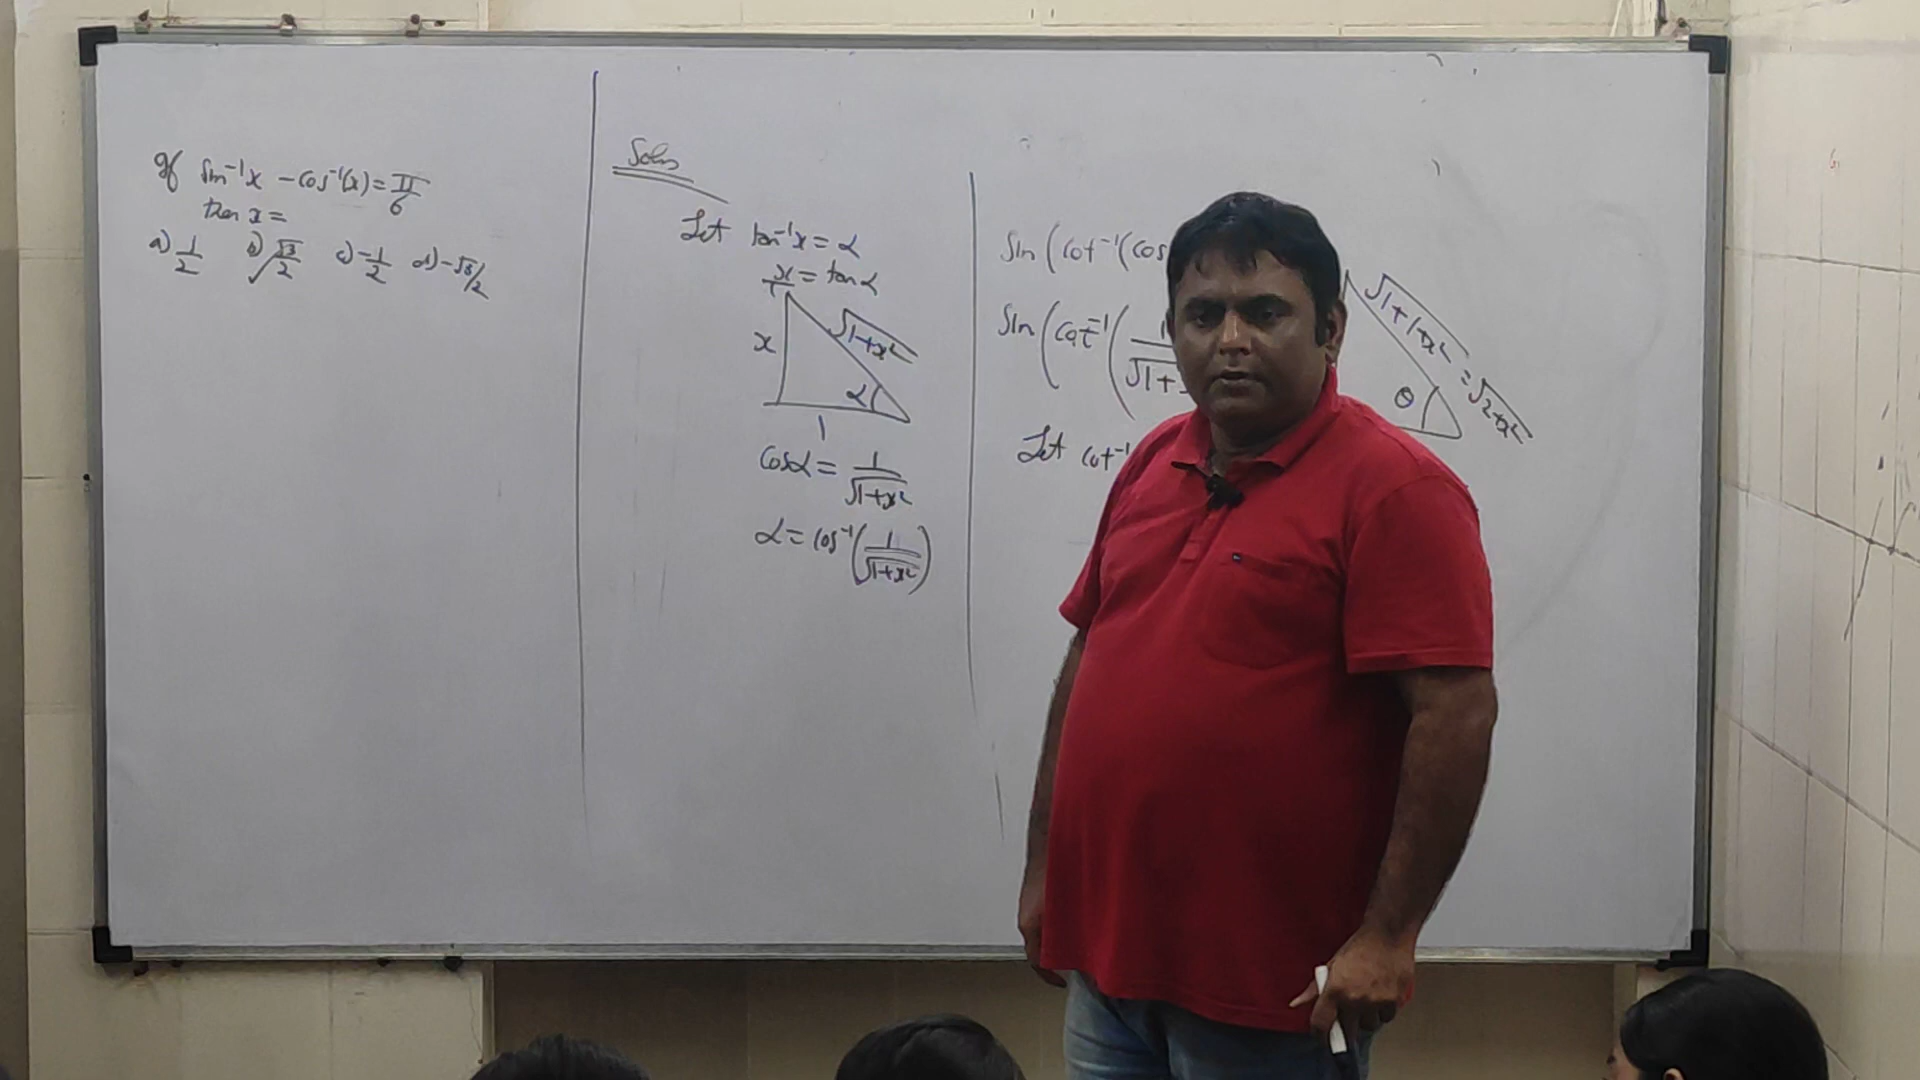 If sin⁻¹x - cos⁻¹(x) = π/6
then x =
a) 1/2 b) √3/2 c) -1/2 d) -√3/2
Soln
Let tan⁻¹x = α
x/1 = tan α
x
√1+x²
α
1
cosα = 1/√1+x²
α = cos⁻¹(1/√1+x²)
sin (cot⁻¹(cos
sin (cot⁻¹(1/√1+
Let cot⁻¹
√1+1+x² = √2+x²
θ